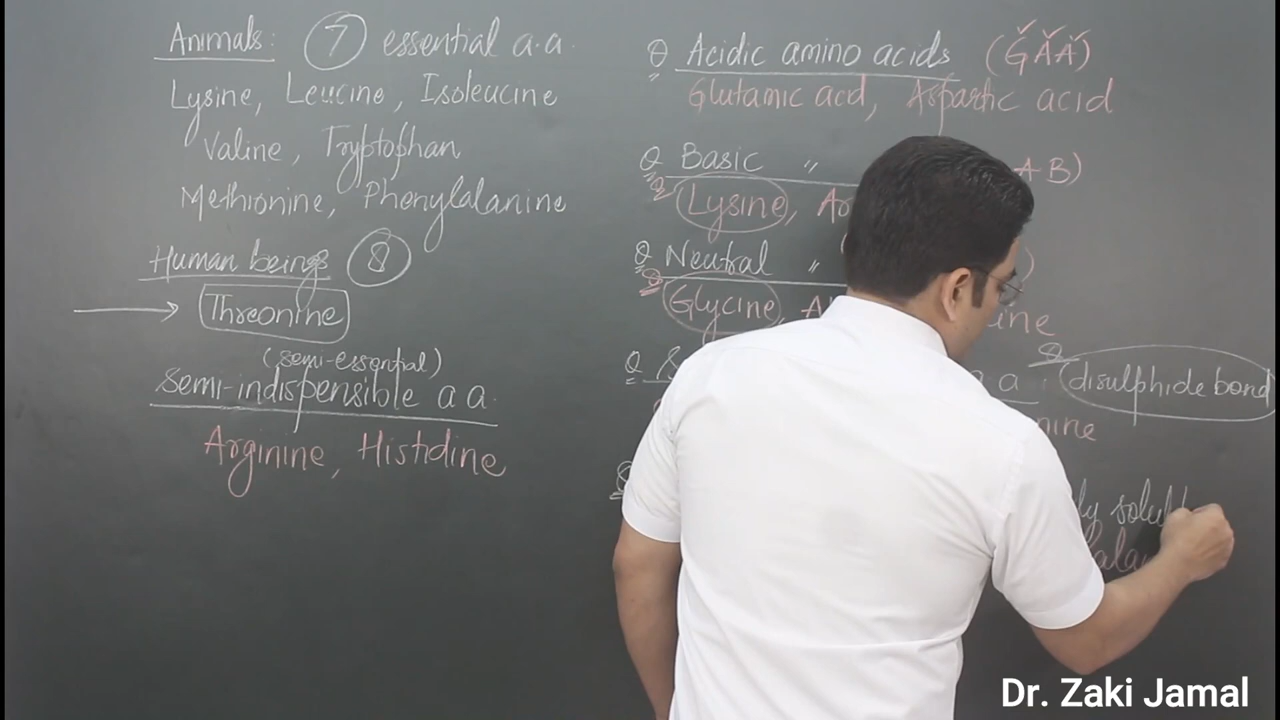 Animals: 7 essential a.a.
Lysine, Leucine, Isoleucine
Valine, Tryptophan
Methionine, Phenylalanine
Human beings 8
Threonine
(semi-essential)
Semi-indispensible a a.
Arginine, Histidine
Q Acidic amino acids (GAA)
Glutamic acid, Aspartic acid
Q Basic "
Q Lysine,
Q Neutral "
Q Glycine,
Q
Q a a : disulphide bond
Dr. Zaki Jamal